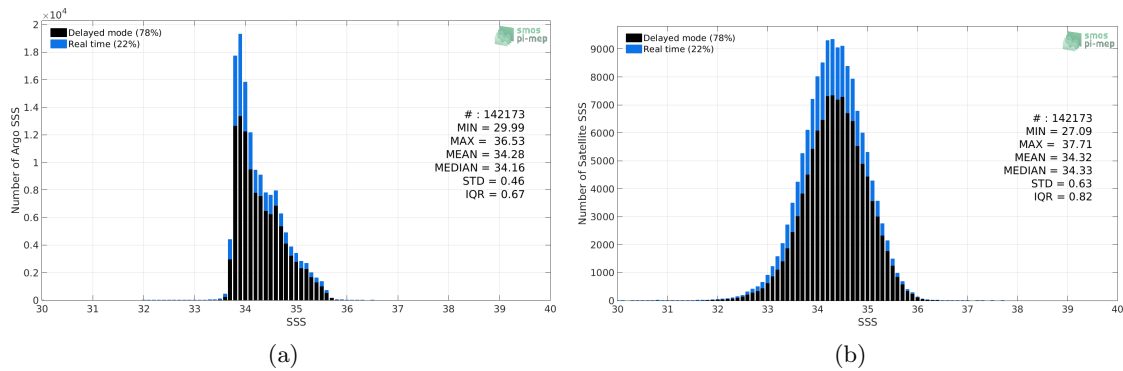 ×10⁴
Delayed mode (78%)
Real time (22%)
smos
pi-mep
Number of Argo SSS
2
1.8
1.6
1.4
1.2
1
0.8
0.6
0.4
0.2
0
# : 142173
MIN = 29.99
MAX = 36.53
MEAN = 34.28
MEDIAN = 34.16
STD = 0.46
IQR = 0.67
30 31 32 33 34 35 36 37 38 39 40
SSS
(a)
Delayed mode (78%)
Real time (22%)
smos
pi-mep
Number of Satellite SSS
9000
8000
7000
6000
5000
4000
3000
2000
1000
0
# : 142173
MIN = 27.09
MAX = 37.71
MEAN = 34.32
MEDIAN = 34.33
STD = 0.63
IQR = 0.82
30 31 32 33 34 35 36 37 38 39 40
SSS
(b)